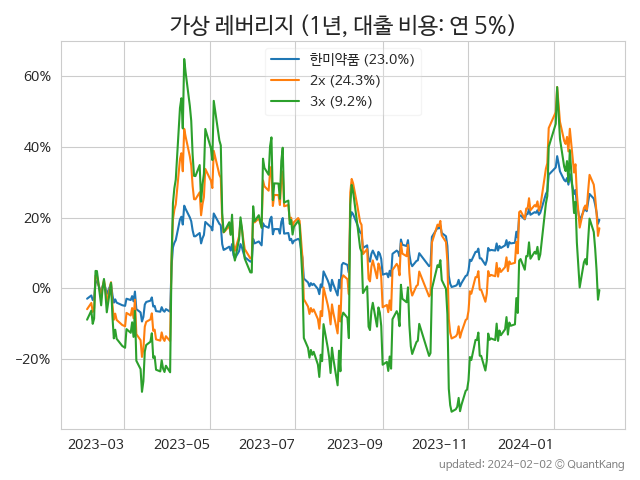 가상 레버리지 (1년, 대출 비용: 연 5%)
한미약품 (23.0%)
2x (24.3%)
3x (9.2%)
60%
40%
20%
0%
−20%
2023-03 2023-05 2023-07 2023-09 2023-11 2024-01
updated: 2024-02-02 © QuantKang